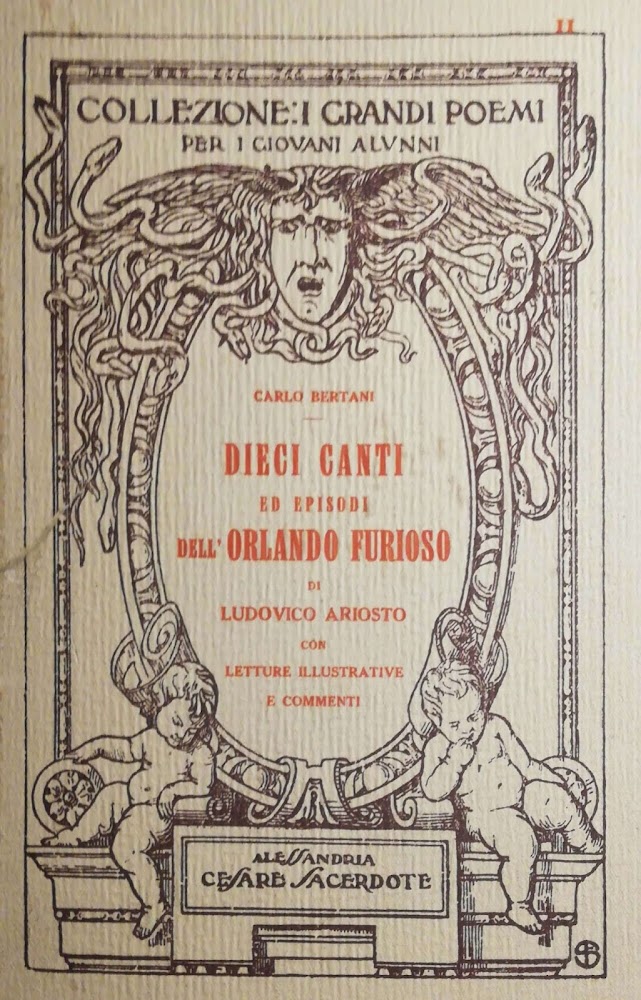 II
COLLEZIONE: I GRANDI POEMI
PER I GIOVANI ALVNNI
CARLO BERTANI
DIECI CANTI
ED EPISODI
DELL' ORLANDO FURIOSO
DI
LUDOVICO ARIOSTO
CON
LETTURE ILLUSTRATIVE
E COMMENTI
ALESSANDRIA
CESARE SACERDOTE